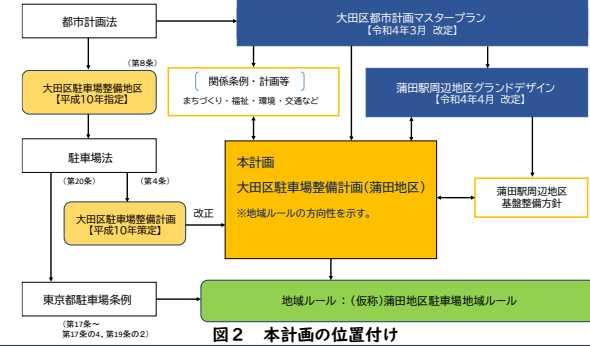 都市計画法
大田区都市計画マスタープラン
【令和4年3月 改定】
(第8条)
大田区駐車場整備地区
【平成10年指定】
関係条例・計画等
まちづくり・福祉・環境・交通など
蒲田駅周辺地区グランドデザイン
【令和4年4月 改定】
駐車場法
(第20条)
(第4条)
本計画
大田区駐車場整備計画(蒲田地区)
※地域ルールの方向性を示す。
大田区駐車場整備計画
【平成10年策定】
改正
蒲田駅周辺地区
基盤整備方針
東京都駐車場条例
(第17条~
第17条の4、第19条の2)
地域ルール:(仮称)蒲田地区駐車場地域ルール
図2 本計画の位置付け